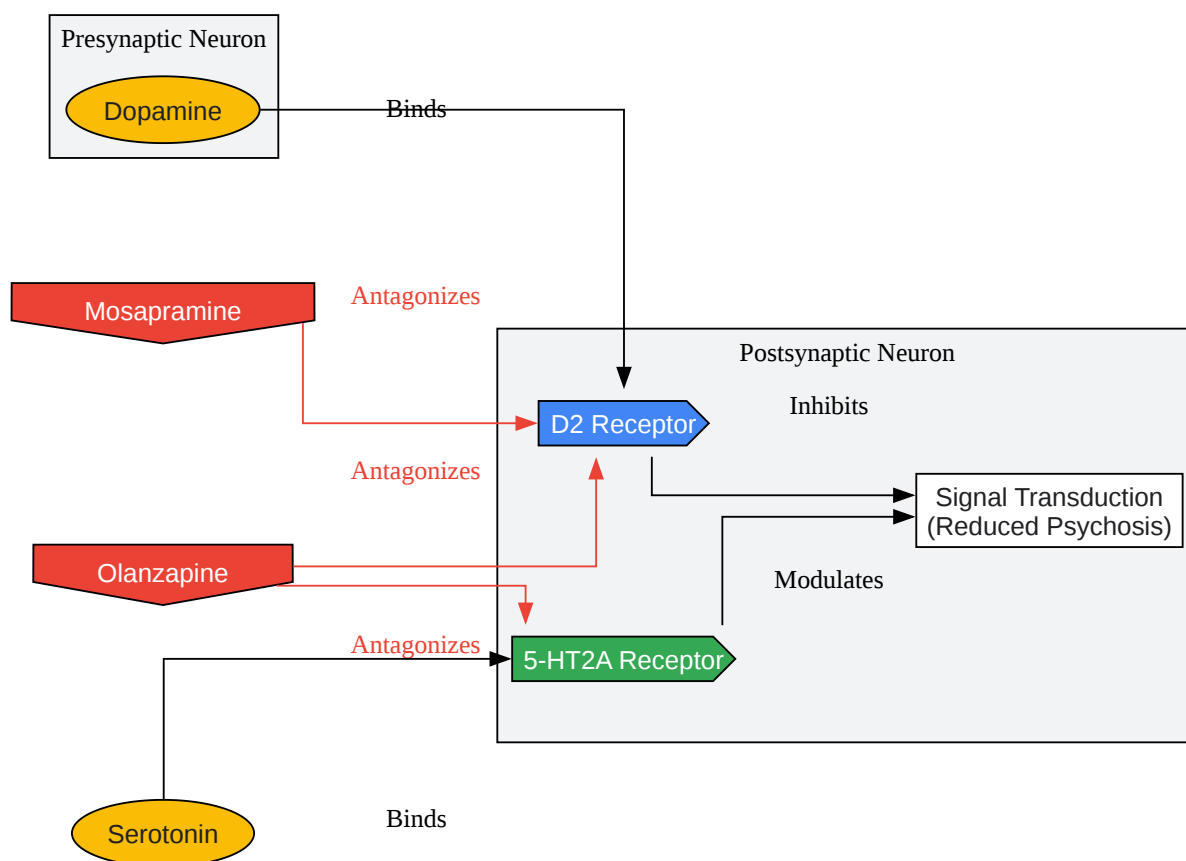 Presynaptic Neuron
Dopamine
Binds
Mosapramine
Antagonizes
Postsynaptic Neuron
Inhibits
D2 Receptor
Antagonizes
Signal Transduction
(Reduced Psychosis)
Olanzapine
Modulates
Antagonizes
5-HT2A Receptor
Binds
Serotonin